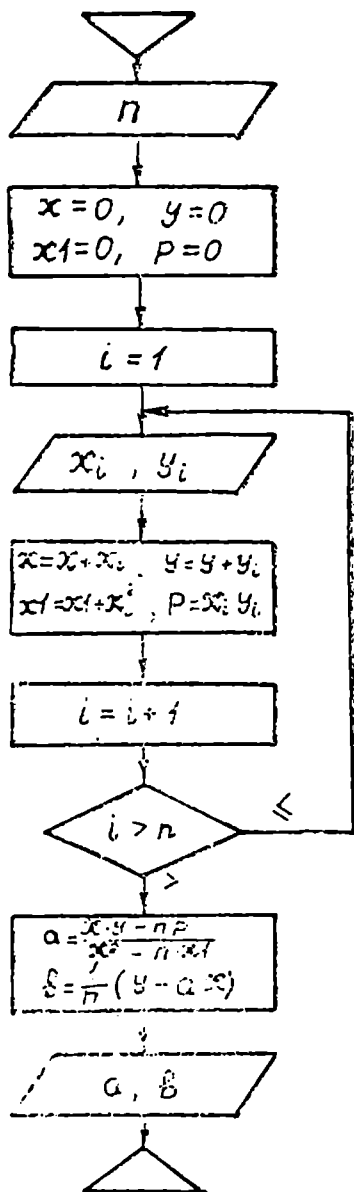 n
x=0, y=0
x1=0, P=0
i = 1
xᵢ , yᵢ
x=x+xᵢ, y=y+yᵢ
x1=x1+xᵢ², P=xᵢ yᵢ
i = i + 1
i > n
≤
>
a = (x·y - nP) / (x² - n·x1)
в = 1/n (y - a x)
a, в